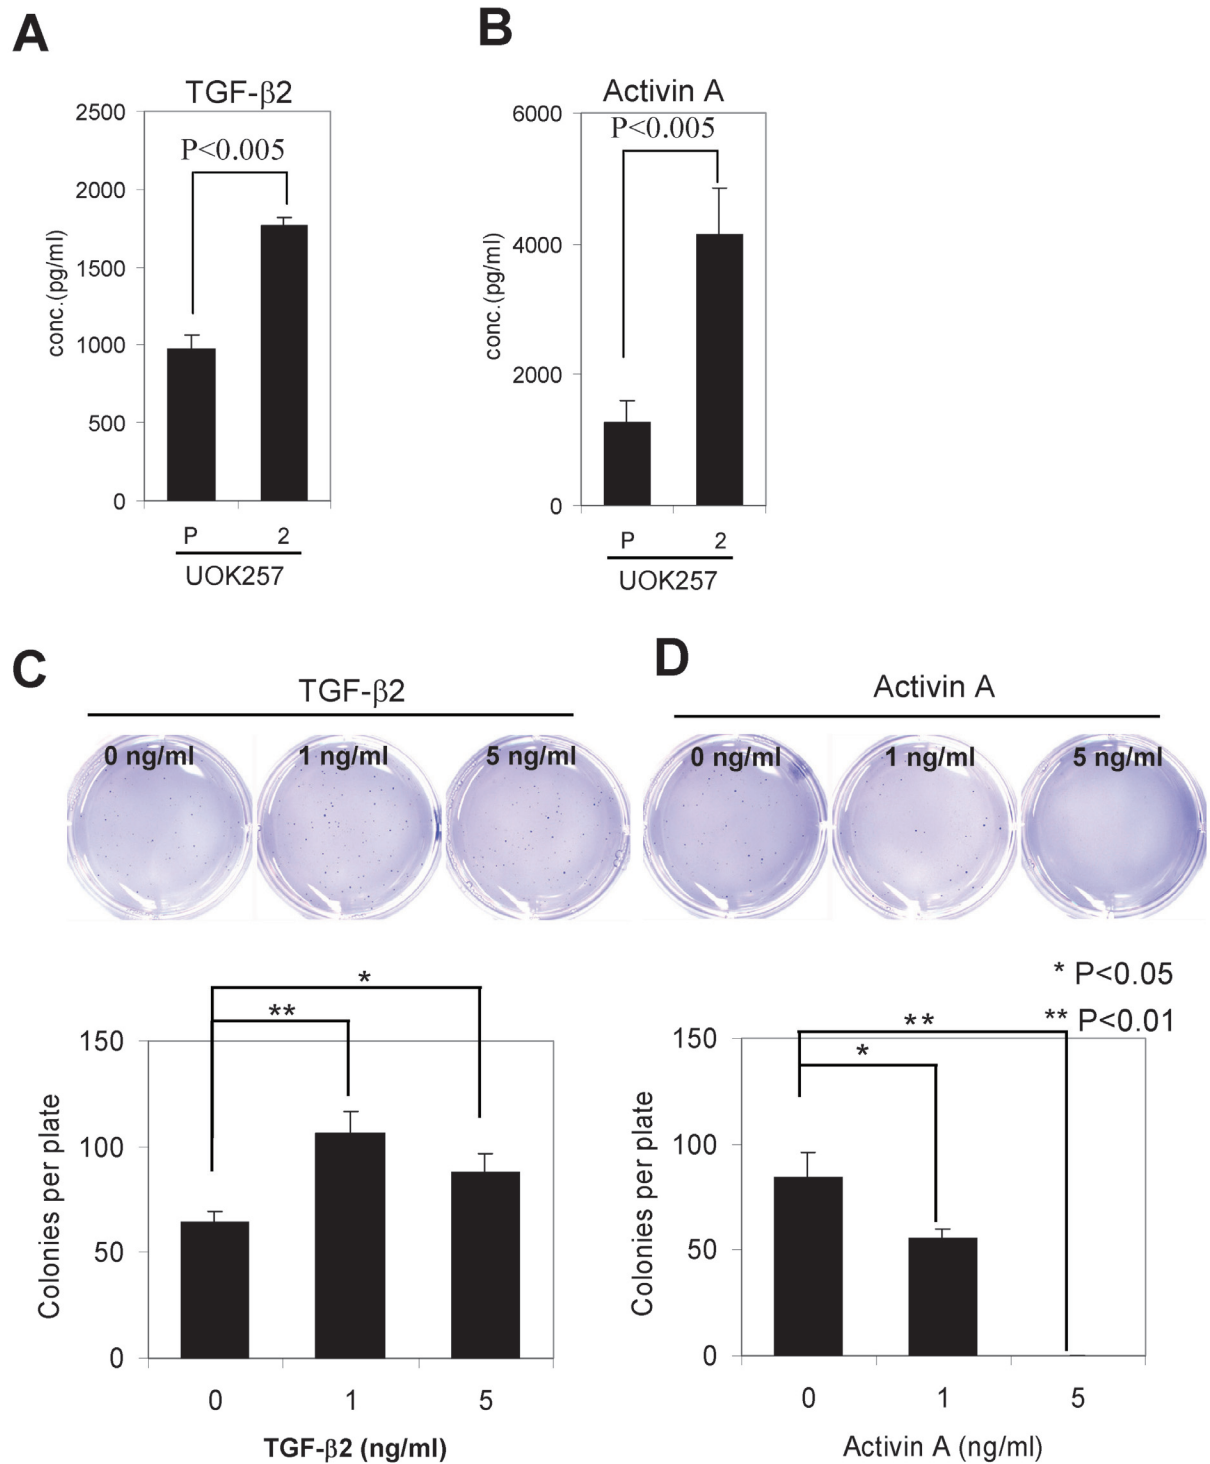 A
TGF-β2
2500
2000
1500
1000
500
0
conc.(pg/ml)
P<0.005
P 2
UOK257
B
Activin A
6000
4000
2000
0
conc.(pg/ml)
P<0.005
P 2
UOK257
C
TGF-β2
0 ng/ml 1 ng/ml 5 ng/ml
*
**
150
100
50
0
Colonies per plate
0 1 5
TGF-β2 (ng/ml)
D
Activin A
0 ng/ml 1 ng/ml 5 ng/ml
* P<0.05
** P<0.01
**
*
150
100
50
0
Colonies per plate
0 1 5
Activin A (ng/ml)